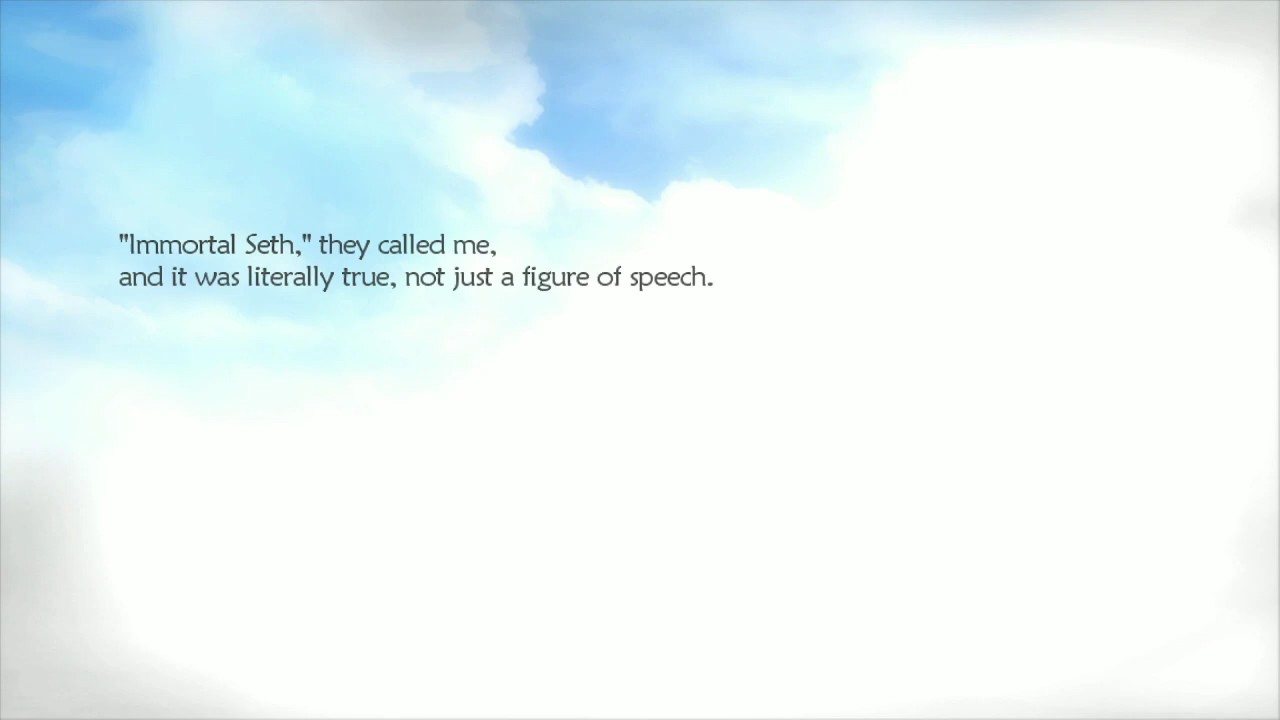 "Immortal Seth," they called me,
and it was literally true, not just a figure of speech.